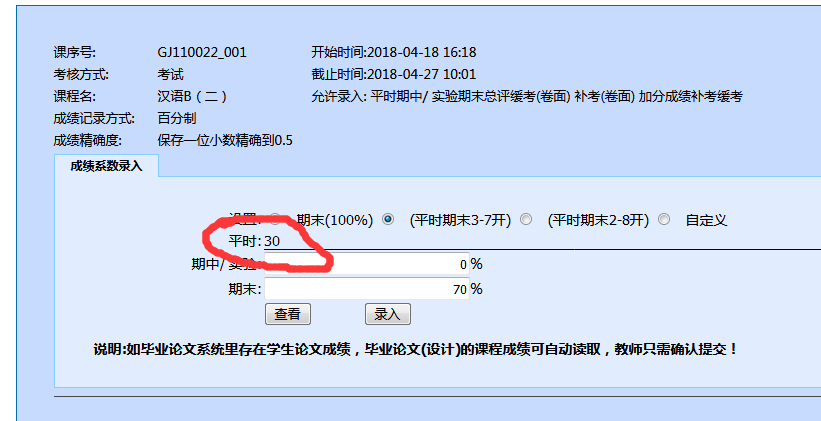 课序号: GJ110022_001 开始时间:2018-04-18 16:18
考核方式: 考试 截止时间:2018-04-27 10:01
课程名: 汉语B（二） 允许录入: 平时期中/ 实验期末总评缓考(卷面) 补考(卷面) 加分成绩补考缓考
成绩记录方式: 百分制
成绩精确度: 保存一位小数精确到0.5
成绩系数录入
设置: 期末(100%) (平时期末3-7开) (平时期末2-8开) 自定义
平时: 30
期中/ 实验: 0 %
期末: 70 %
查看 录入
说明:如毕业论文系统里存在学生论文成绩，毕业论文(设计)的课程成绩可自动读取，教师只需确认提交！